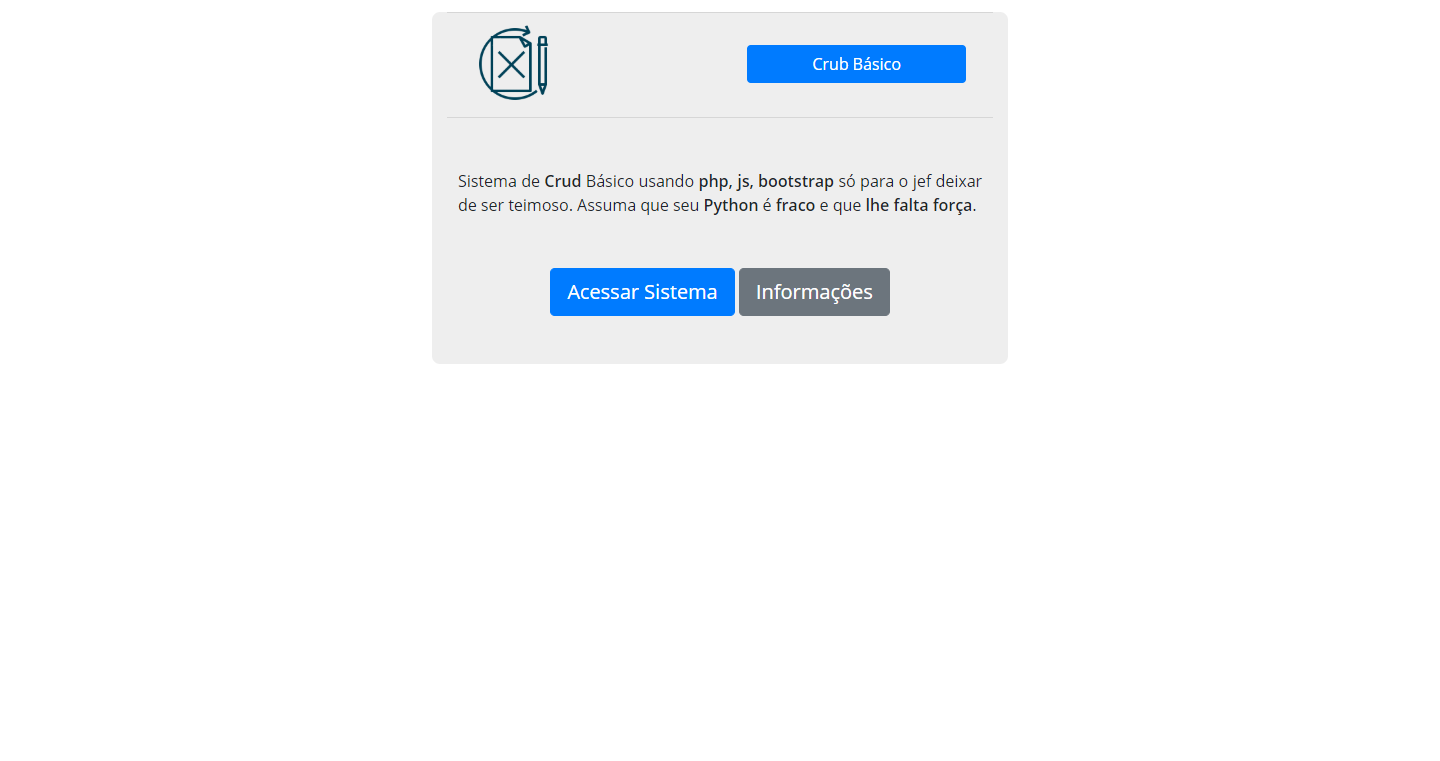 Crub Básico
Sistema de Crud Básico usando php, js, bootstrap só para o jef deixar
de ser teimoso. Assuma que seu Python é fraco e que lhe falta força.
Acessar Sistema
Informações